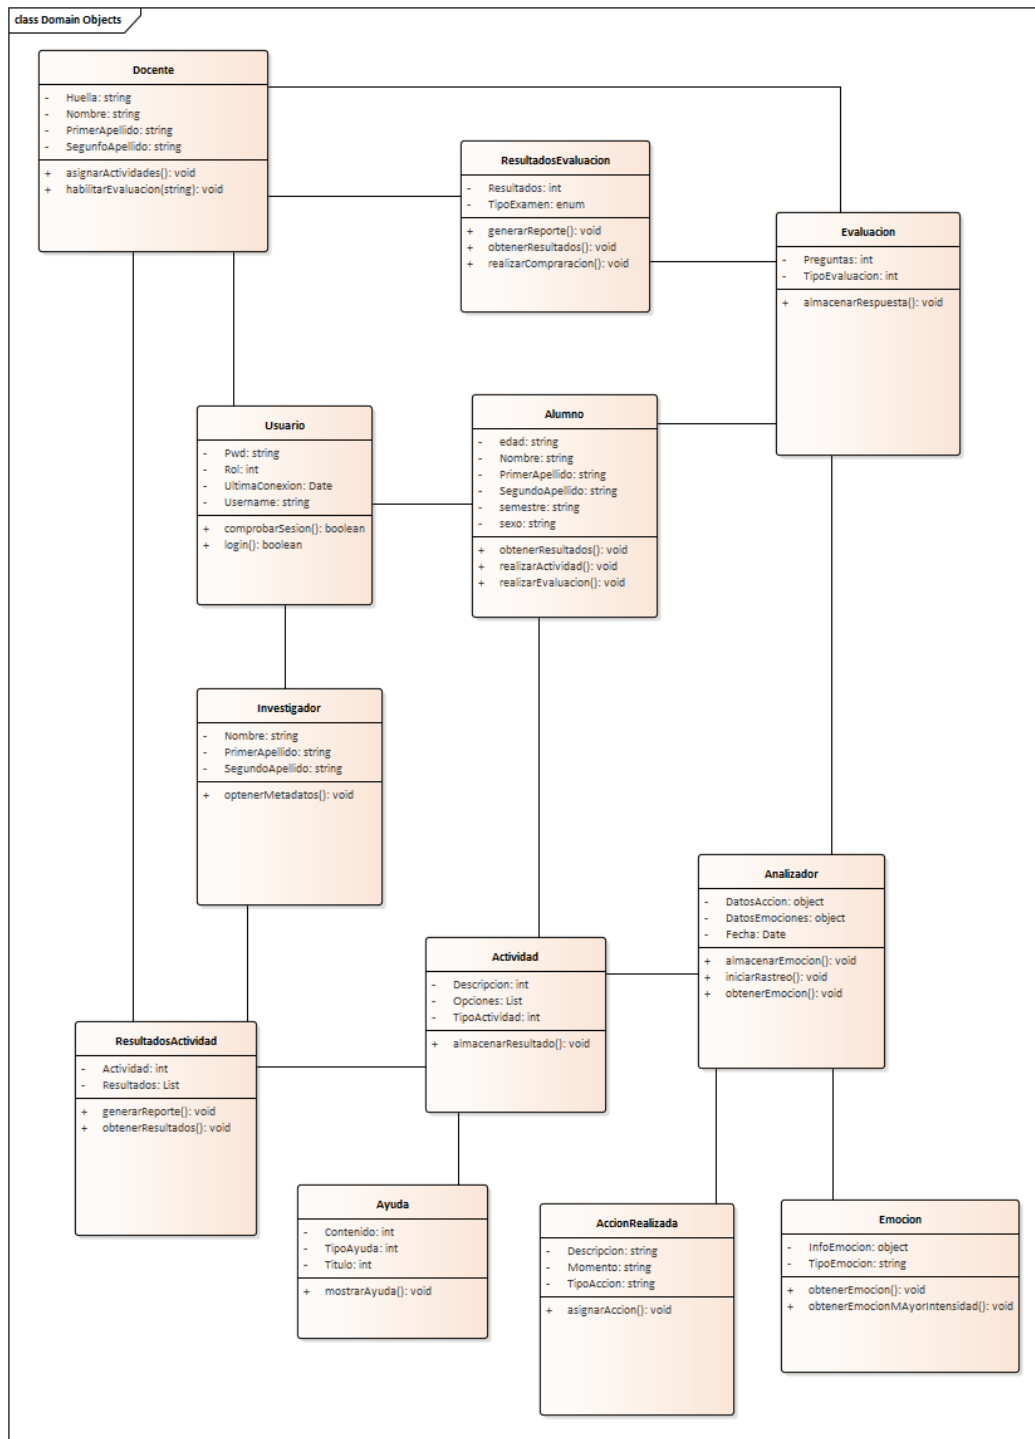 class Domain Objects
Docente
- Huella: string
- Nombre: string
- PrimerApellido: string
- SegunfoApellido: string
+ asignarActividades(): void
+ habilitarEvaluacion(string): void
ResultadosEvaluacion
- Resultados: int
- TipoExamen: enum
+ generarReporte(): void
+ obtenerResultados(): void
+ realizarCompraracion(): void
Evaluacion
- Preguntas: int
- TipoEvaluacion: int
+ almacenarRespuesta(): void
Usuario
- Pwd: string
- Rol: int
- UltimaConexion: Date
- Username: string
+ comprobarSesion(): boolean
+ login(): boolean
Alumno
- edad: string
- Nombre: string
- PrimerApellido: string
- SegundoApellido: string
- semestre: string
- sexo: string
+ obtenerResultados(): void
+ realizarActividad(): void
+ realizarEvaluacion(): void
Investigador
- Nombre: string
- PrimerApellido: string
- SegundoApellido: string
+ optenerMetadatos(): void
Analizador
- DatosAccion: object
- DatosEmociones: object
- Fecha: Date
+ almacenarEmocion(): void
+ iniciarRastreo(): void
+ obtenerEmocion(): void
Actividad
- Descripcion: int
- Opciones: List
- TipoActividad: int
+ almacenarResultado(): void
ResultadosActividad
- Actividad: int
- Resultados: List
+ generarReporte(): void
+ obtenerResultados(): void
Ayuda
- Contenido: int
- TipoAyuda: int
- Titulo: int
+ mostrarAyuda(): void
AccionRealizada
- Descripcion: string
- Momento: string
- TipoAccion: string
+ asignarAccion(): void
Emocion
- InfoEmocion: object
- TipoEmocion: string
+ obtenerEmocion(): void
+ obtenerEmocionMAyorIntensidad(): void